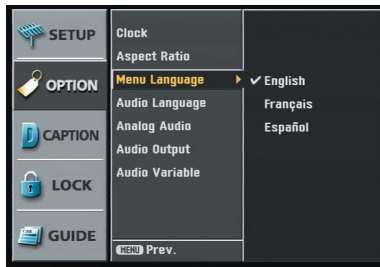 SETUP
OPTION
CAPTION
LOCK
GUIDE
Clock
Aspect Ratio
Menu Language
Audio Language
Analog Audio
Audio Output
Audio Variable
MENU Prev.
English
Français
Español